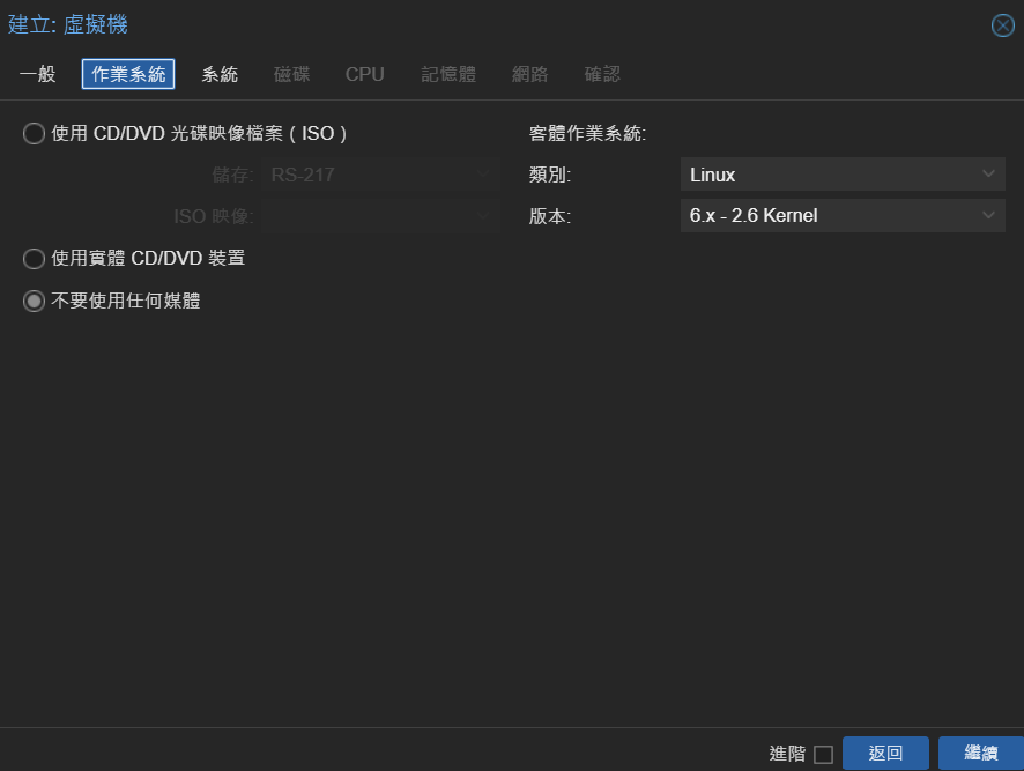 建立: 虛擬機
一般 作業系統 系統 磁碟 CPU 記憶體 網路 確認
使用 CD/DVD 光碟映像檔案 ( ISO )
儲存: RS-217
ISO 映像:
使用實體 CD/DVD 裝置
不要使用任何媒體
客體作業系統:
類別: Linux
版本: 6.x - 2.6 Kernel
進階 返回 繼續